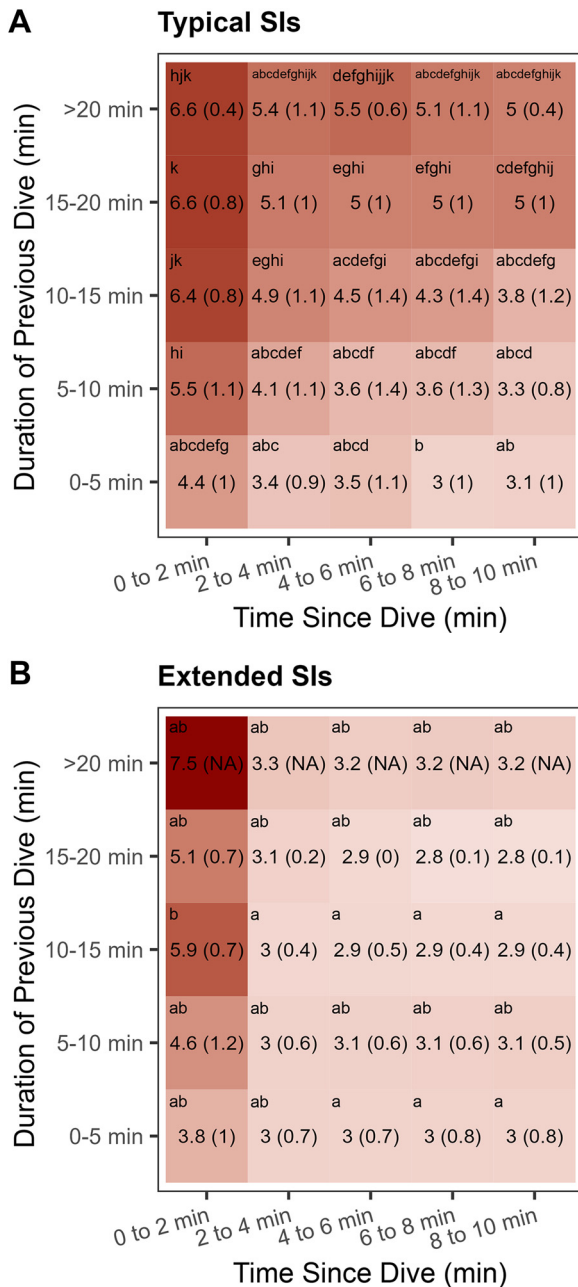 A Typical SIs
Duration of Previous Dive (min)
>20 min
hjk abcdefghijk defghijjk abcdefghijk abcdefghijk
6.6 (0.4) 5.4 (1.1) 5.5 (0.6) 5.1 (1.1) 5 (0.4)
15-20 min
k ghi eghi efghi cdefghij
6.6 (0.8) 5.1 (1) 5 (1) 5 (1) 5 (1)
10-15 min
jk eghi acdefgi abcdefgi abcdefg
6.4 (0.8) 4.9 (1.1) 4.5 (1.4) 4.3 (1.4) 3.8 (1.2)
5-10 min
hi abcdef abcdf abcdf abcd
5.5 (1.1) 4.1 (1.1) 3.6 (1.4) 3.6 (1.3) 3.3 (0.8)
0-5 min
abcdefg abc abcd b ab
4.4 (1) 3.4 (0.9) 3.5 (1.1) 3 (1) 3.1 (1)
0 to 2 min 2 to 4 min 4 to 6 min 6 to 8 min 8 to 10 min
Time Since Dive (min)
B Extended SIs
Duration of Previous Dive (min)
>20 min
ab ab ab ab ab
7.5 (NA) 3.3 (NA) 3.2 (NA) 3.2 (NA) 3.2 (NA)
15-20 min
ab ab ab ab ab
5.1 (0.7) 3.1 (0.2) 2.9 (0) 2.8 (0.1) 2.8 (0.1)
10-15 min
b a a a a
5.9 (0.7) 3 (0.4) 2.9 (0.5) 2.9 (0.4) 2.9 (0.4)
5-10 min
ab ab ab ab ab
4.6 (1.2) 3 (0.6) 3.1 (0.6) 3.1 (0.6) 3.1 (0.5)
0-5 min
ab ab a a a
3.8 (1) 3 (0.7) 3 (0.7) 3 (0.8) 3 (0.8)
0 to 2 min 2 to 4 min 4 to 6 min 6 to 8 min 8 to 10 min
Time Since Dive (min)